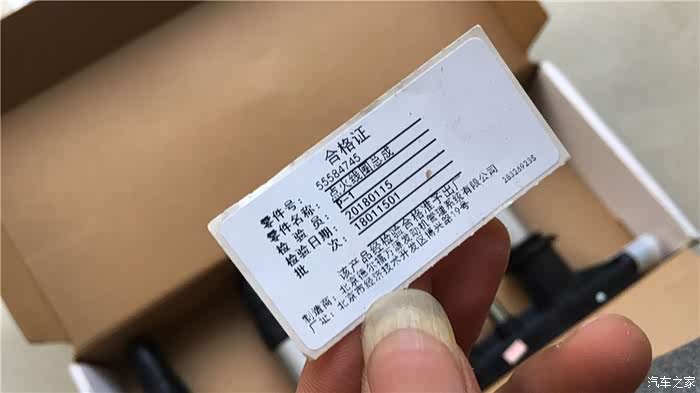 合格证
零件号: 55584745
零件名称: 点火线圈总成
检验员: P-1
检验日期: 20180115
批次: 18011501
该产品经检验合格准予出厂
制造商: 北京德尔福万源发动机管理系统有限公司
厂址: 北京市经济技术开发区博兴路19号
28325923S
汽车之家